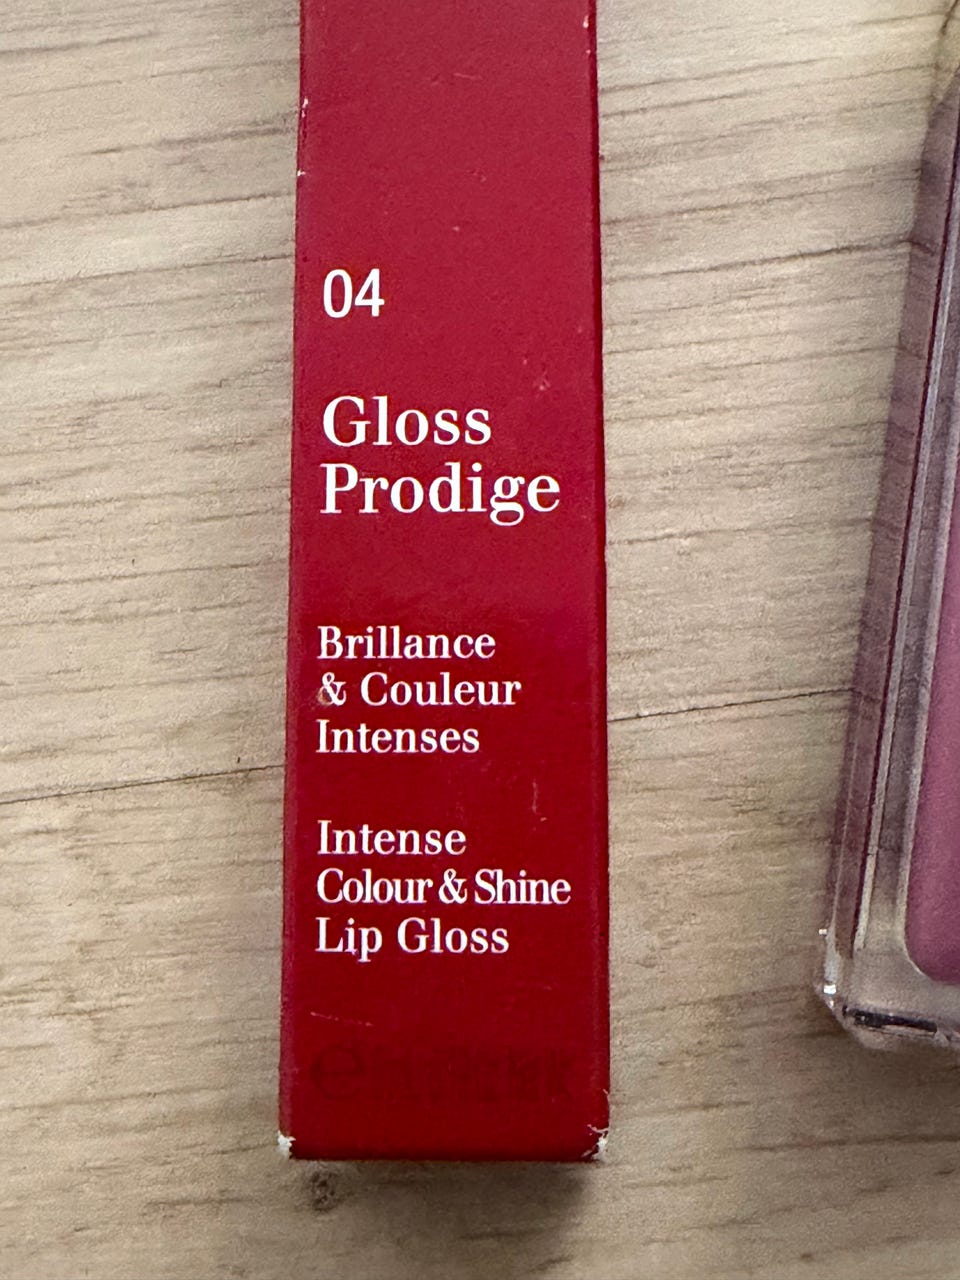 04
Gloss
Prodige
Brillance
& Couleur
Intenses
Intense
Colour & Shine
Lip Gloss